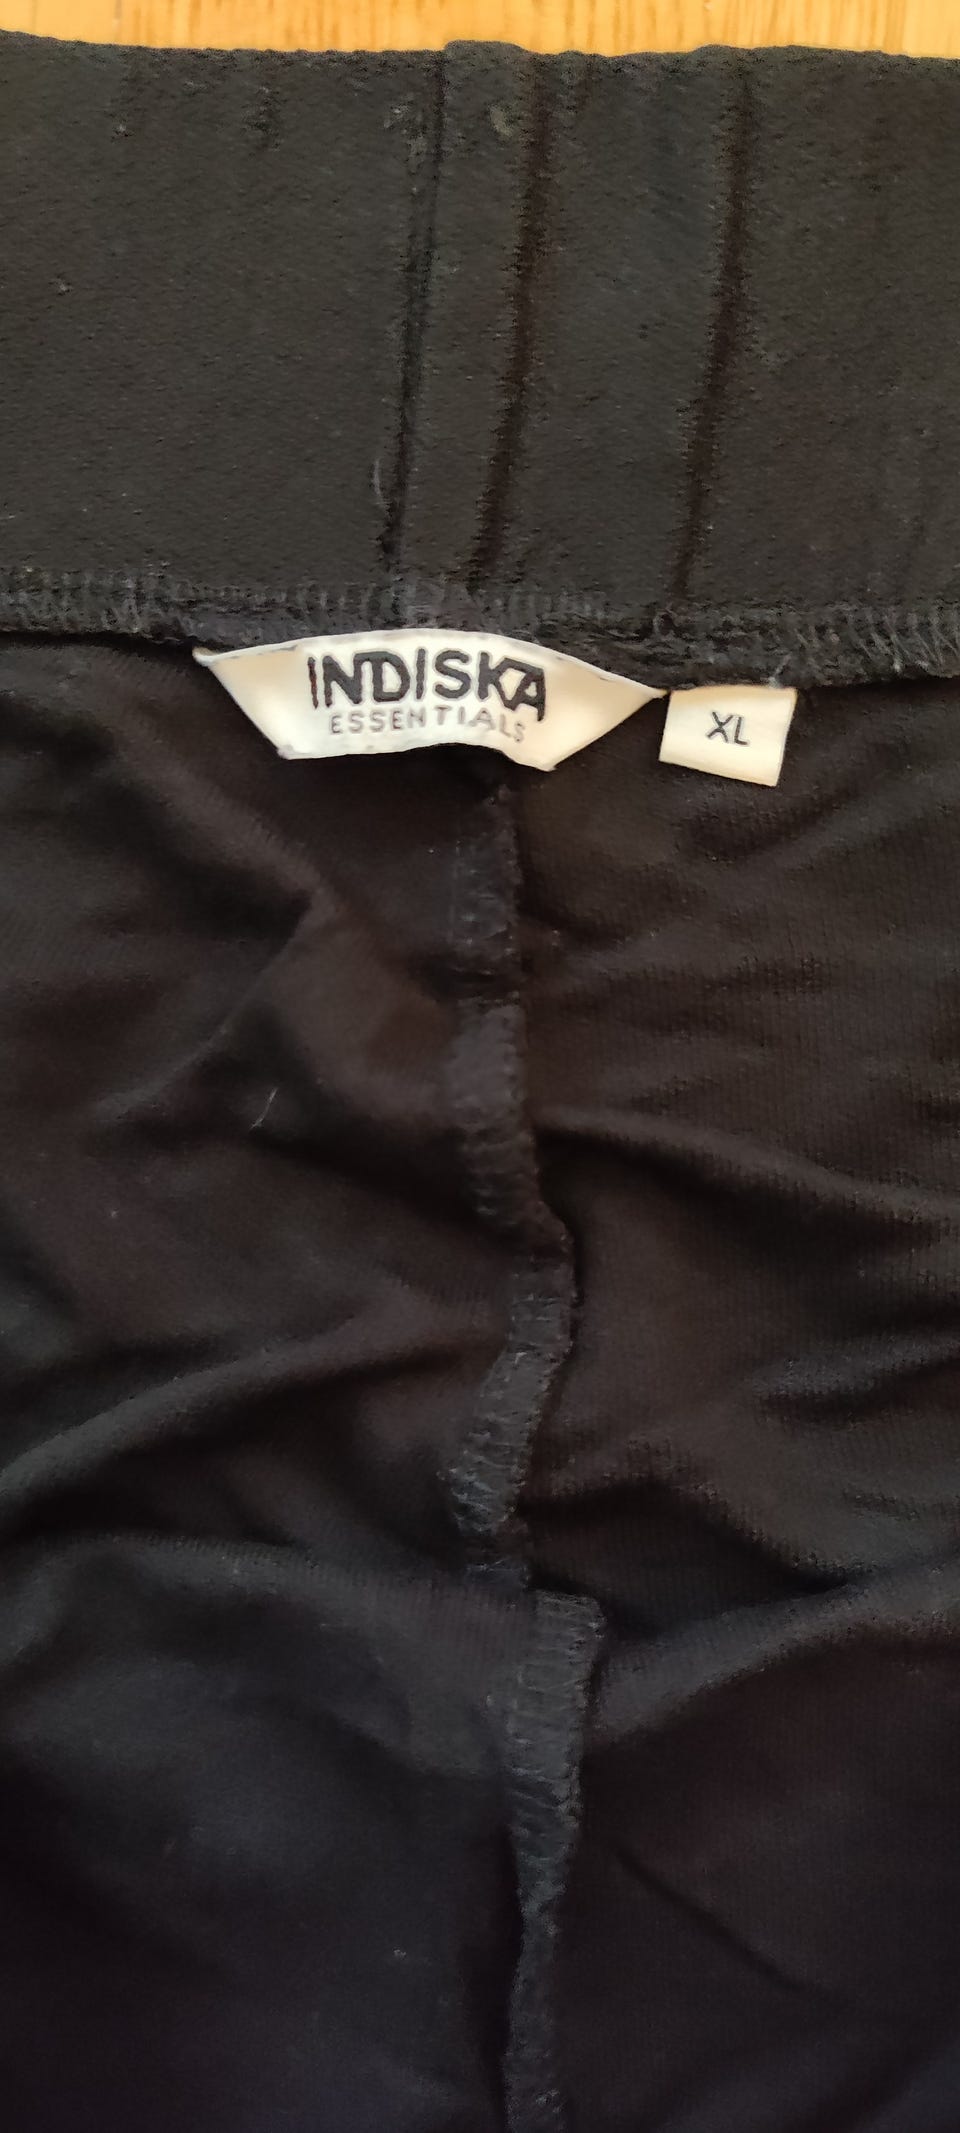 INDISKA
ESSENTIALS
XL